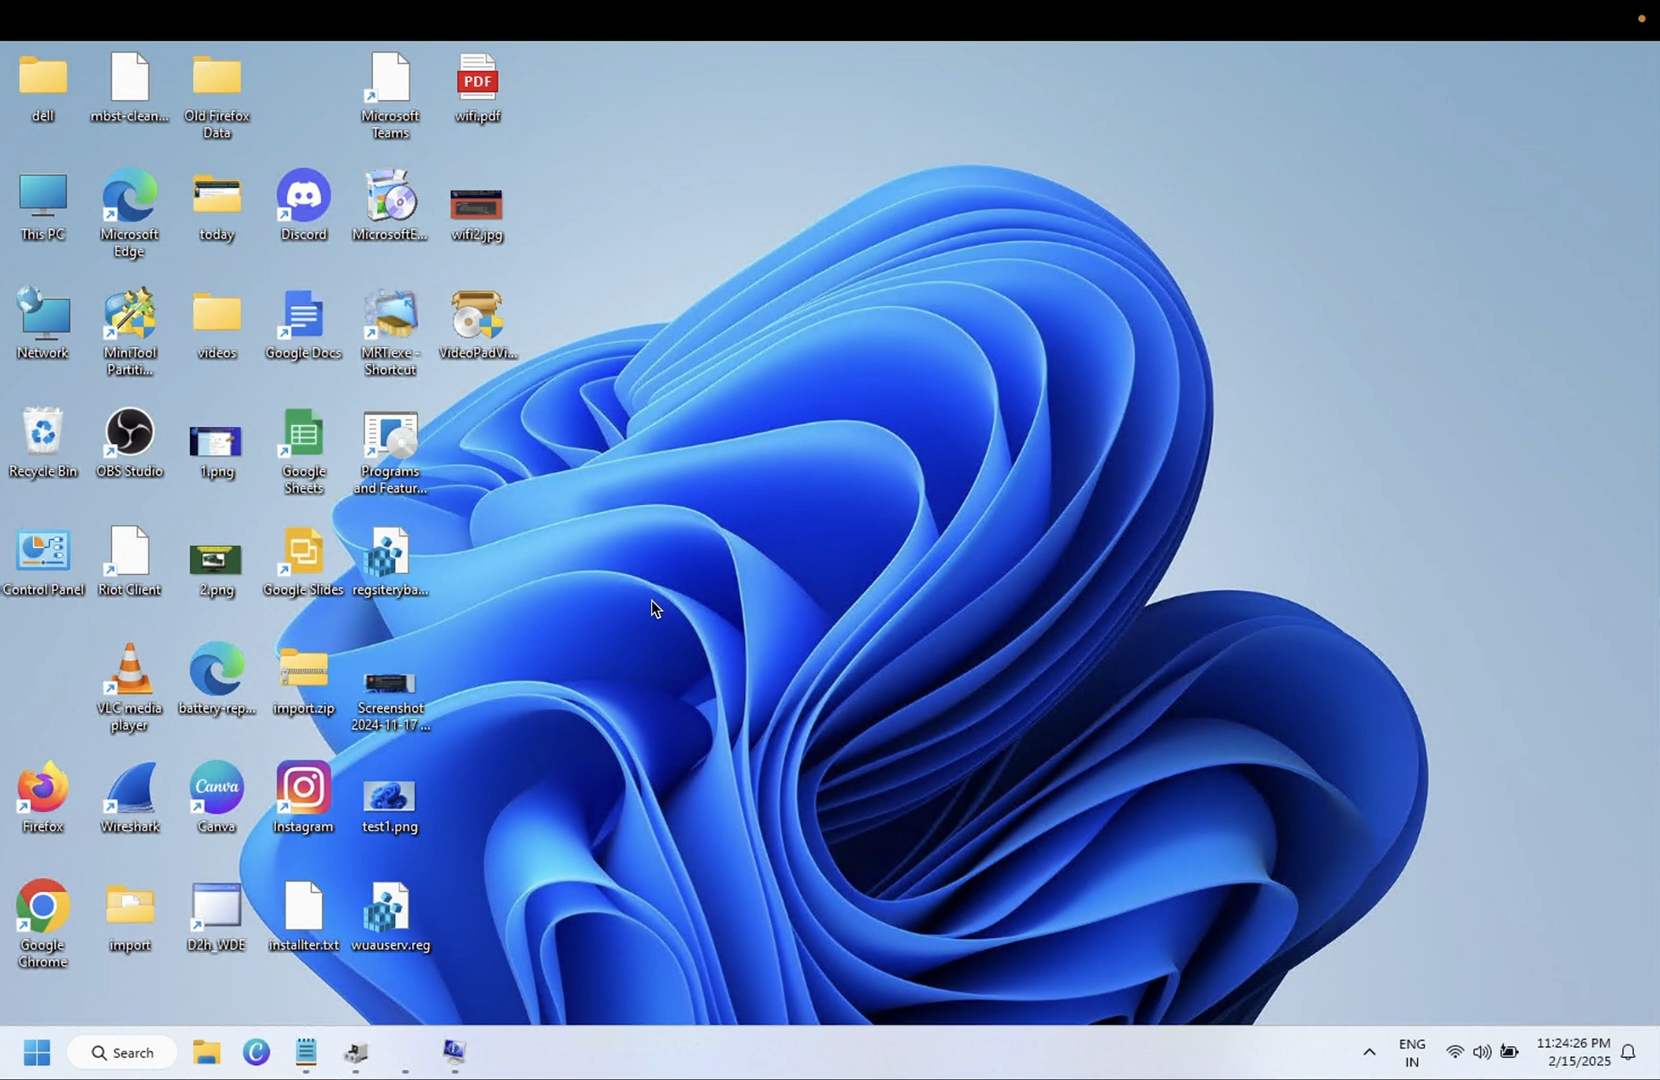 dell
mbst-clean...
Old Firefox
Data
Microsoft
Teams
PDF
wifi.pdf
This PC
Microsoft
Edge
today
Discord
MicrosoftE...
wifi2.jpg
Network
MiniTool
Partiti...
videos
Google Docs
MRT.exe -
Shortcut
VideoPadVi...
Recycle Bin
OBS Studio
1.png
Google
Sheets
Programs
and Featur...
Control Panel
Riot Client
2.png
Google Slides
regsiteryba...
VLC media
player
battery-rep...
import.zip
Screenshot
2024-11-17 ...
Firefox
Wireshark
Canva
Canva
Instagram
test1.png
Google
Chrome
import
D2h_WDE
installter.txt
wuauserv.reg
Search
ENG
IN
11:24:26 PM
2/15/2025